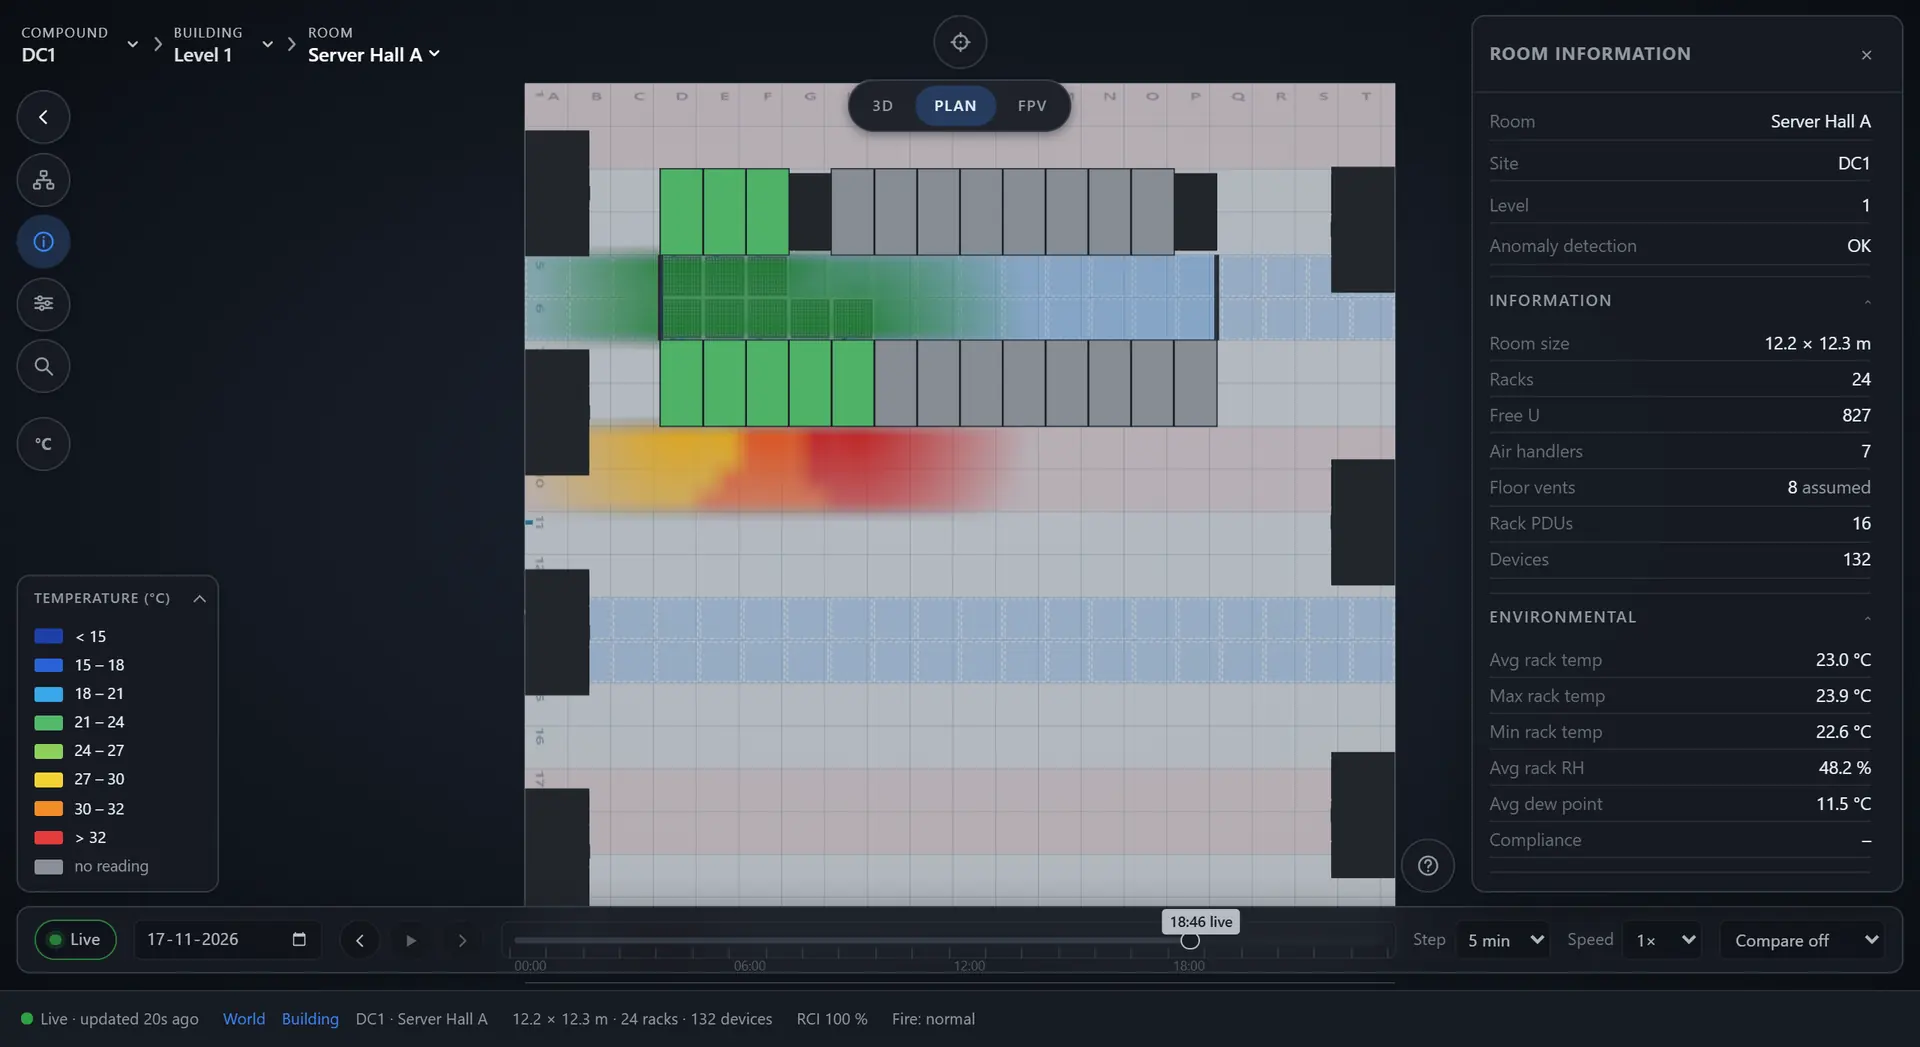 COMPOUND
DC1
BUILDING
Level 1
ROOM
Server Hall A
3D
PLAN
FPV
A B C D E F G N O P Q R S T
5
6
11
16
17
°C
TEMPERATURE (°C)
< 15
15 – 18
18 – 21
21 – 24
24 – 27
27 – 30
30 – 32
> 32
no reading
ROOM INFORMATION
Room Server Hall A
Site DC1
Level 1
Anomaly detection OK
INFORMATION
Room size 12.2 × 12.3 m
Racks 24
Free U 827
Air handlers 7
Floor vents 8 assumed
Rack PDUs 16
Devices 132
ENVIRONMENTAL
Avg rack temp 23.0 °C
Max rack temp 23.9 °C
Min rack temp 22.6 °C
Avg rack RH 48.2 %
Avg dew point 11.5 °C
Compliance –
Live
17-11-2026
18:46 live
00:00 06:00 12:00 18:00
Step 5 min
Speed 1×
Compare off
Live · updated 20s ago World Building DC1 · Server Hall A 12.2 × 12.3 m · 24 racks · 132 devices RCI 100 % Fire: normal